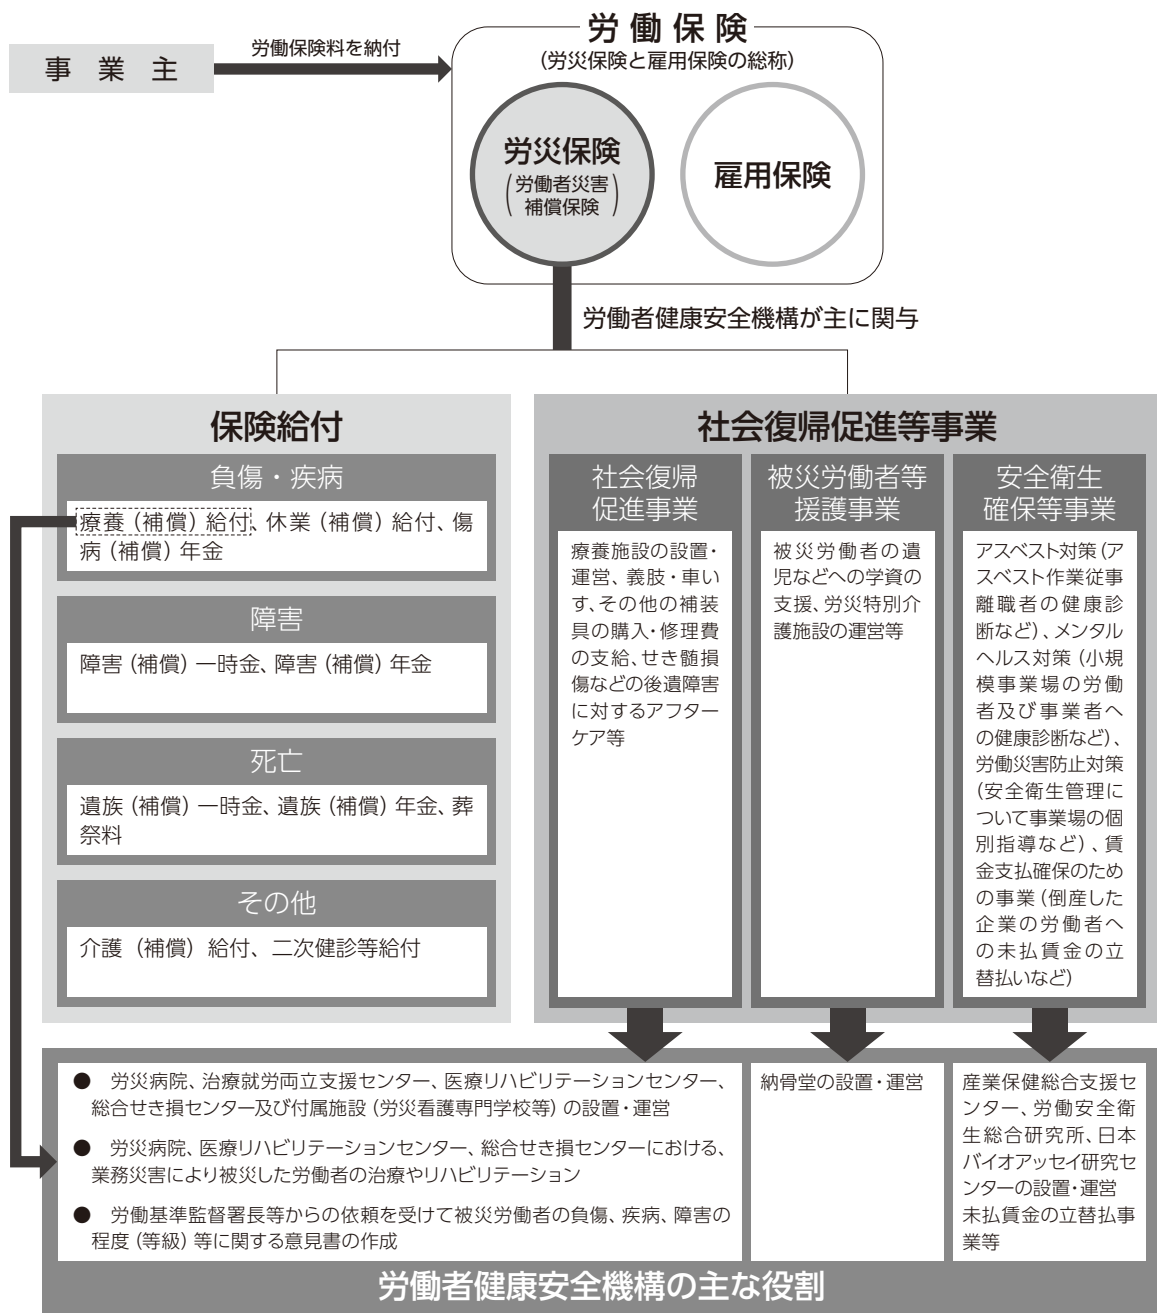 事業主
労働保険料を納付
労働保険
(労災保険と雇用保険の総称)
労災保険
(労働者災害
補償保険)
雇用保険
労働者健康安全機構が主に関与
保険給付
負傷・疾病
療養(補償)給付、休業(補償)給付、傷
病(補償)年金
障害
障害(補償)一時金、障害(補償)年金
死亡
遺族(補償)一時金、遺族(補償)年金、葬
祭料
その他
介護(補償)給付、二次健診等給付
社会復帰促進等事業
社会復帰
促進事業
療養施設の設置・
運営、義肢・車い
す、その他の補装
具の購入・修理費
の支給、せき髄損
傷などの後遺障害
に対するアフター
ケア等
被災労働者等
援護事業
被災労働者の遺
児などへの学資の
支援、労災特別介
護施設の運営等
安全衛生
確保等事業
アスベスト対策(ア
スベスト作業従事
離職者の健康診
断など)、メンタル
ヘルス対策(小規
模事業場の労働
者及び事業者へ
の健康診断など)、
労働災害防止対策
(安全衛生管理に
ついて事業場の個
別指導など)、賃
金支払確保のため
の事業(倒産した
企業の労働者へ
の未払賃金の立
替払いなど)
● 労災病院、治療就労両立支援センター、医療リハビリテーションセンター、
総合せき損センター及び付属施設(労災看護専門学校等)の設置・運営
● 労災病院、医療リハビリテーションセンター、総合せき損センターにおける、
業務災害により被災した労働者の治療やリハビリテーション
● 労働基準監督署長等からの依頼を受けて被災労働者の負傷、疾病、障害の
程度(等級)等に関する意見書の作成
納骨堂の設置・運営
産業保健総合支援セ
ンター、労働安全衛
生総合研究所、日本
バイオアッセイ研究セ
ンターの設置・運営
未払賃金の立替払事
業等
労働者健康安全機構の主な役割